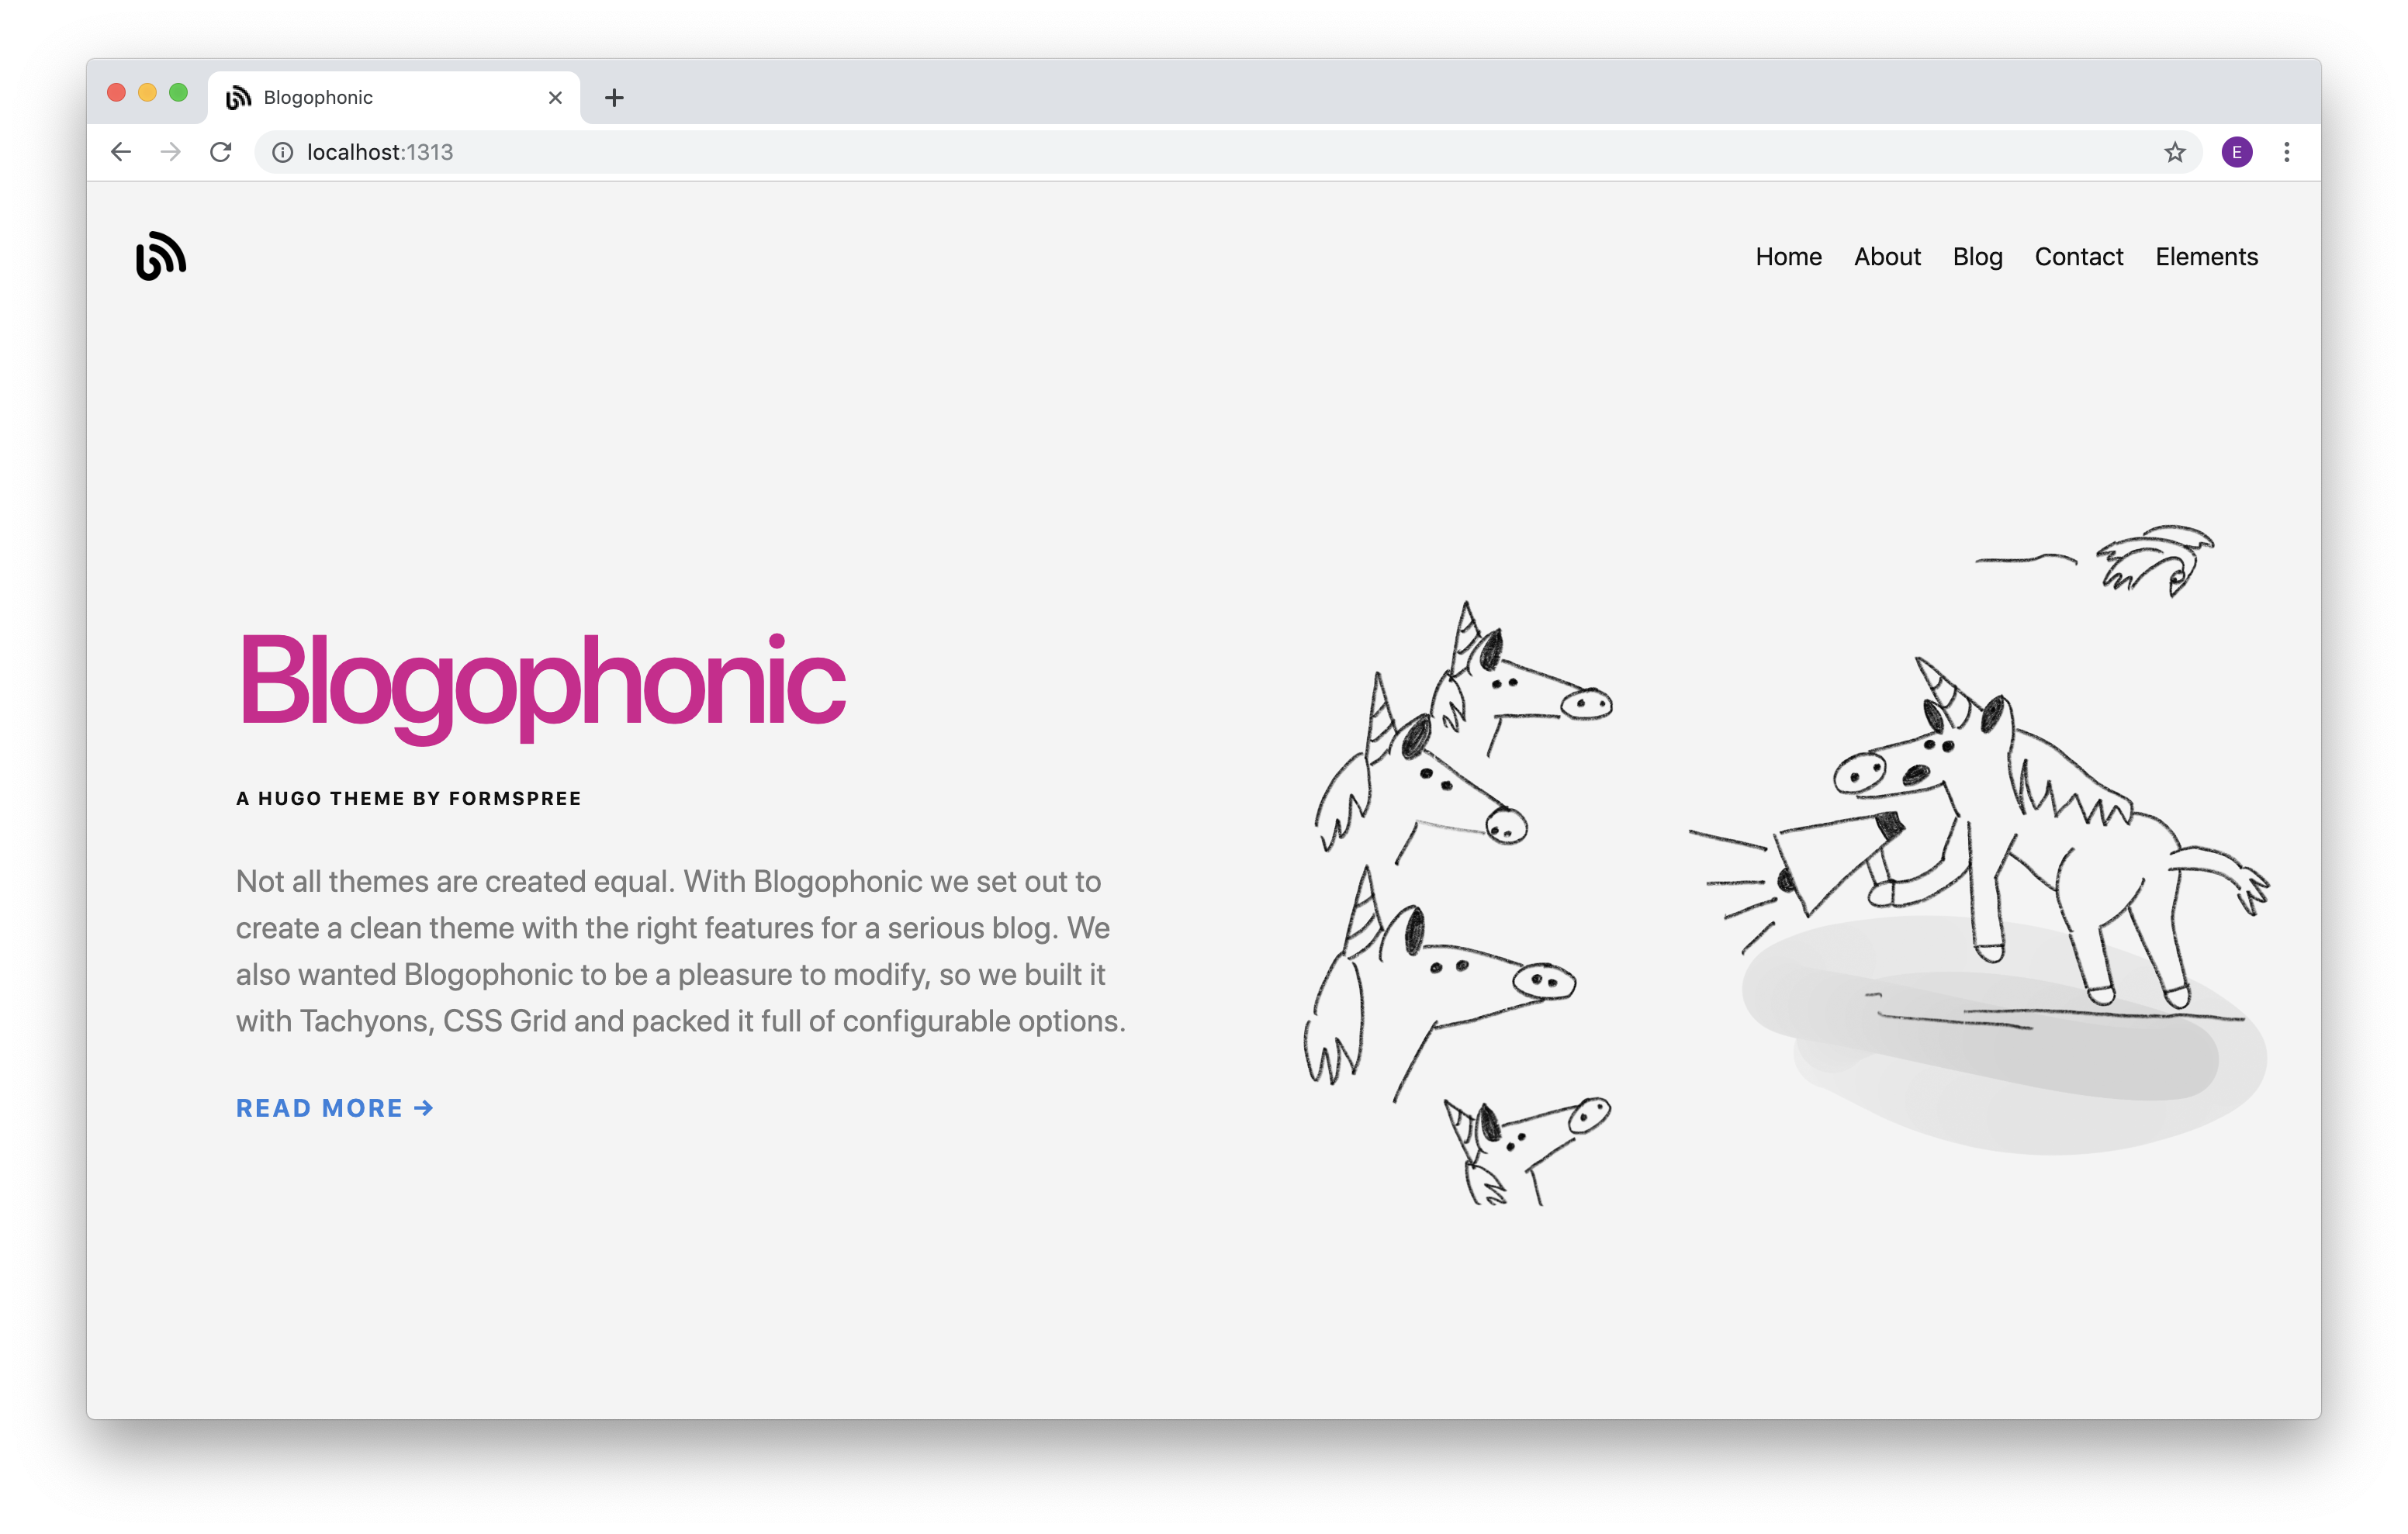 Blogophonic
localhost:1313
E
Home About Blog Contact Elements
Blogophonic
A HUGO THEME BY FORMSPREE
Not all themes are created equal. With Blogophonic we set out to
create a clean theme with the right features for a serious blog. We
also wanted Blogophonic to be a pleasure to modify, so we built it
with Tachyons, CSS Grid and packed it full of configurable options.
READ MORE →